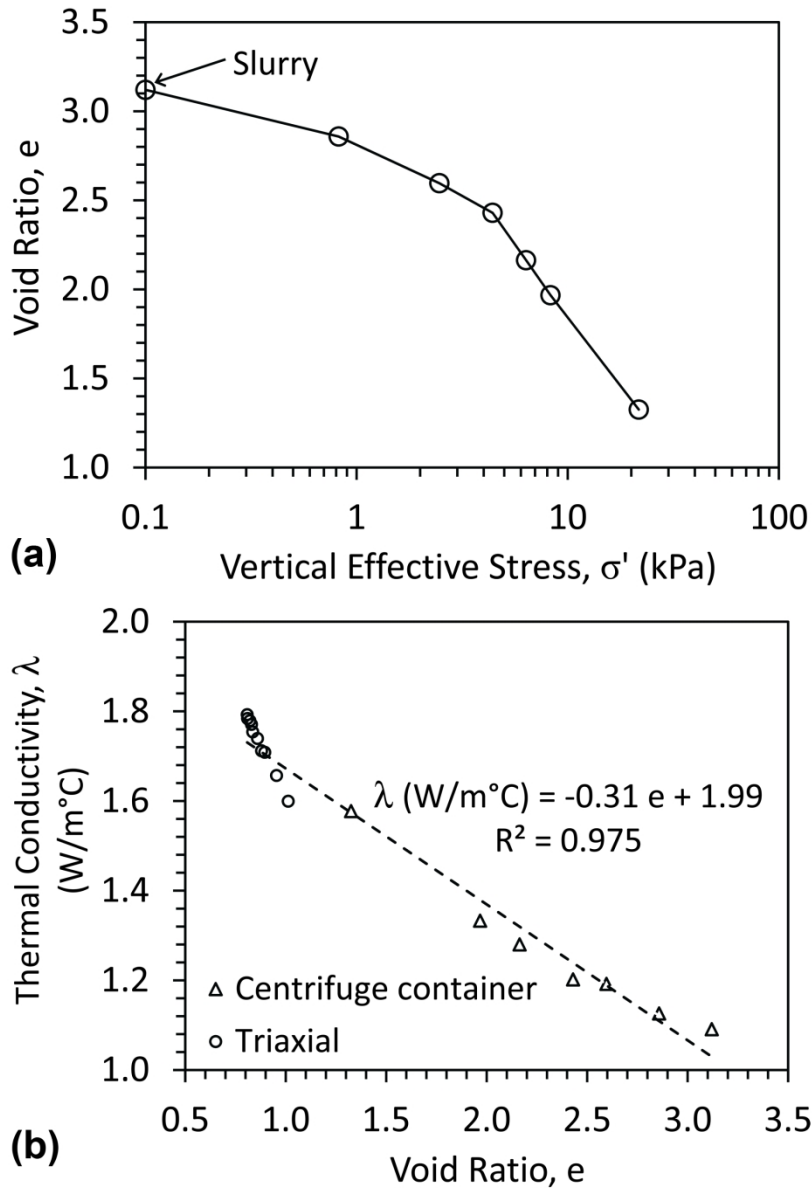 3.5
3.0
2.5
2.0
1.5
1.0
Void Ratio, e
Slurry
0.1 1 10 100
Vertical Effective Stress, σ' (kPa)
(a)
2.0
1.8
1.6
1.4
1.2
1.0
Thermal Conductivity, λ
(W/m°C)
λ (W/m°C) = -0.31 e + 1.99
R² = 0.975
Centrifuge container
Triaxial
0.5 1.0 1.5 2.0 2.5 3.0 3.5
Void Ratio, e
(b)